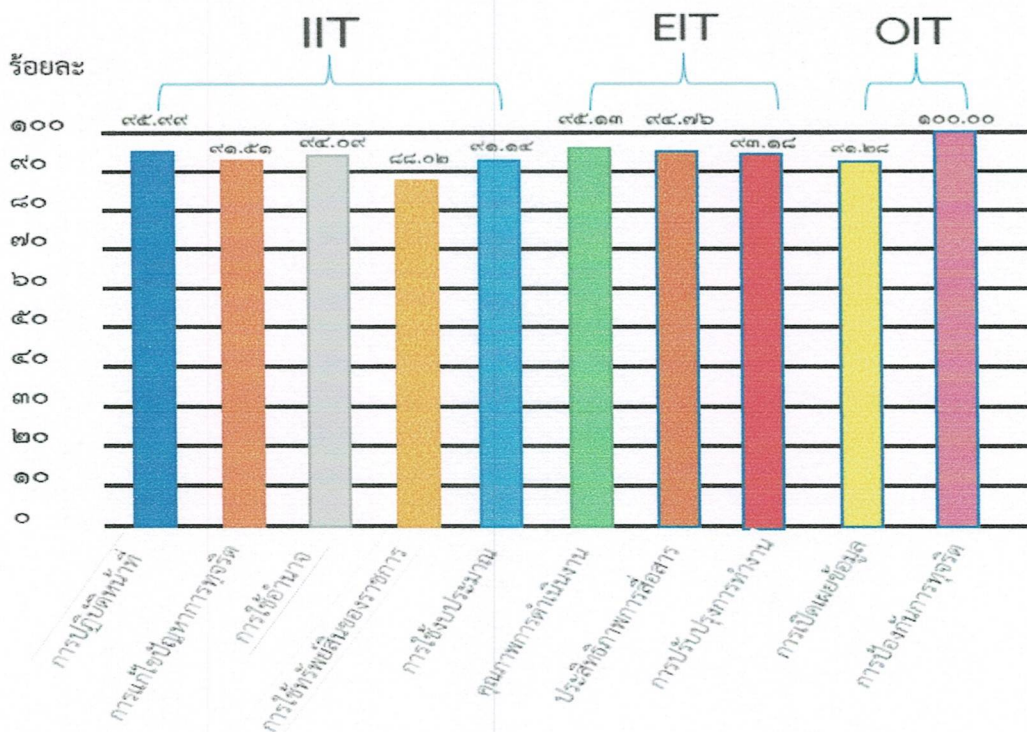 IIT
EIT
OIT
ร้อยละ
๙๕.๙๙
๙๑.๕๑
๙๔.๐๙
๘๘.๐๒
๙๑.๑๕
๙๕.๑๓
๙๔.๗๖
๙๓.๑๘
๙๑.๒๘
๑๐๐.๐๐
๑๐๐
๙๐
๘๐
๗๐
๖๐
๕๐
๔๐
๓๐
๒๐
๑๐
๐
การปฏิบัติหน้าที่
การแก้ไขปัญหาการทุจริต
การใช้อำนาจ
การใช้ทรัพย์สินของราชการ
การใช้งบประมาณ
คุณภาพการดำเนินงาน
ประสิทธิภาพการสื่อสาร
การปรับปรุงการทำงาน
การเปิดเผยข้อมูล
การป้องกันการทุจริต